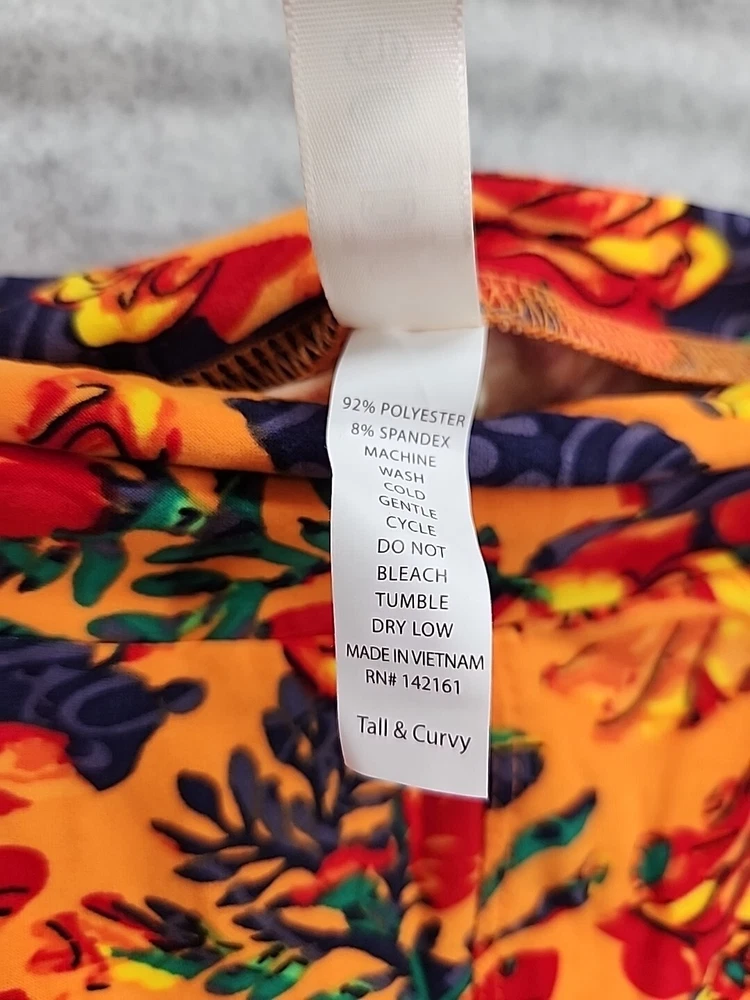 92% POLYESTER
8% SPANDEX
MACHINE
WASH
COLD
GENTLE
CYCLE
DO NOT
BLEACH
TUMBLE
DRY LOW
MADE IN VIETNAM
RN# 142161
Tall & Curvy